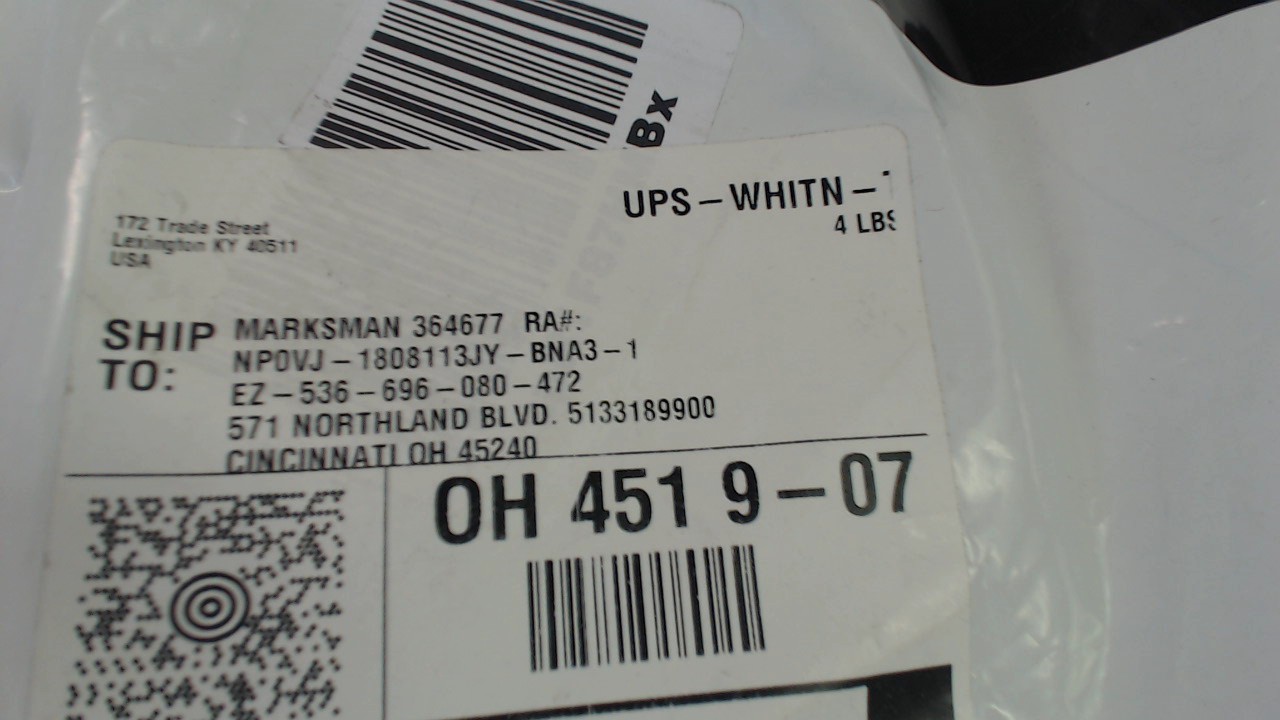 Bx
UPS-WHITN-
4 LBS
172 Trade Street
Lexington KY 40511
USA
SHIP TO:
MARKSMAN 364677 RA#:
NP0VJ-1808113JY-BNA3-1
EZ-536-696-080-472
571 NORTHLAND BLVD. 5133189900
CINCINNATI OH 45240
OH 451 9-07